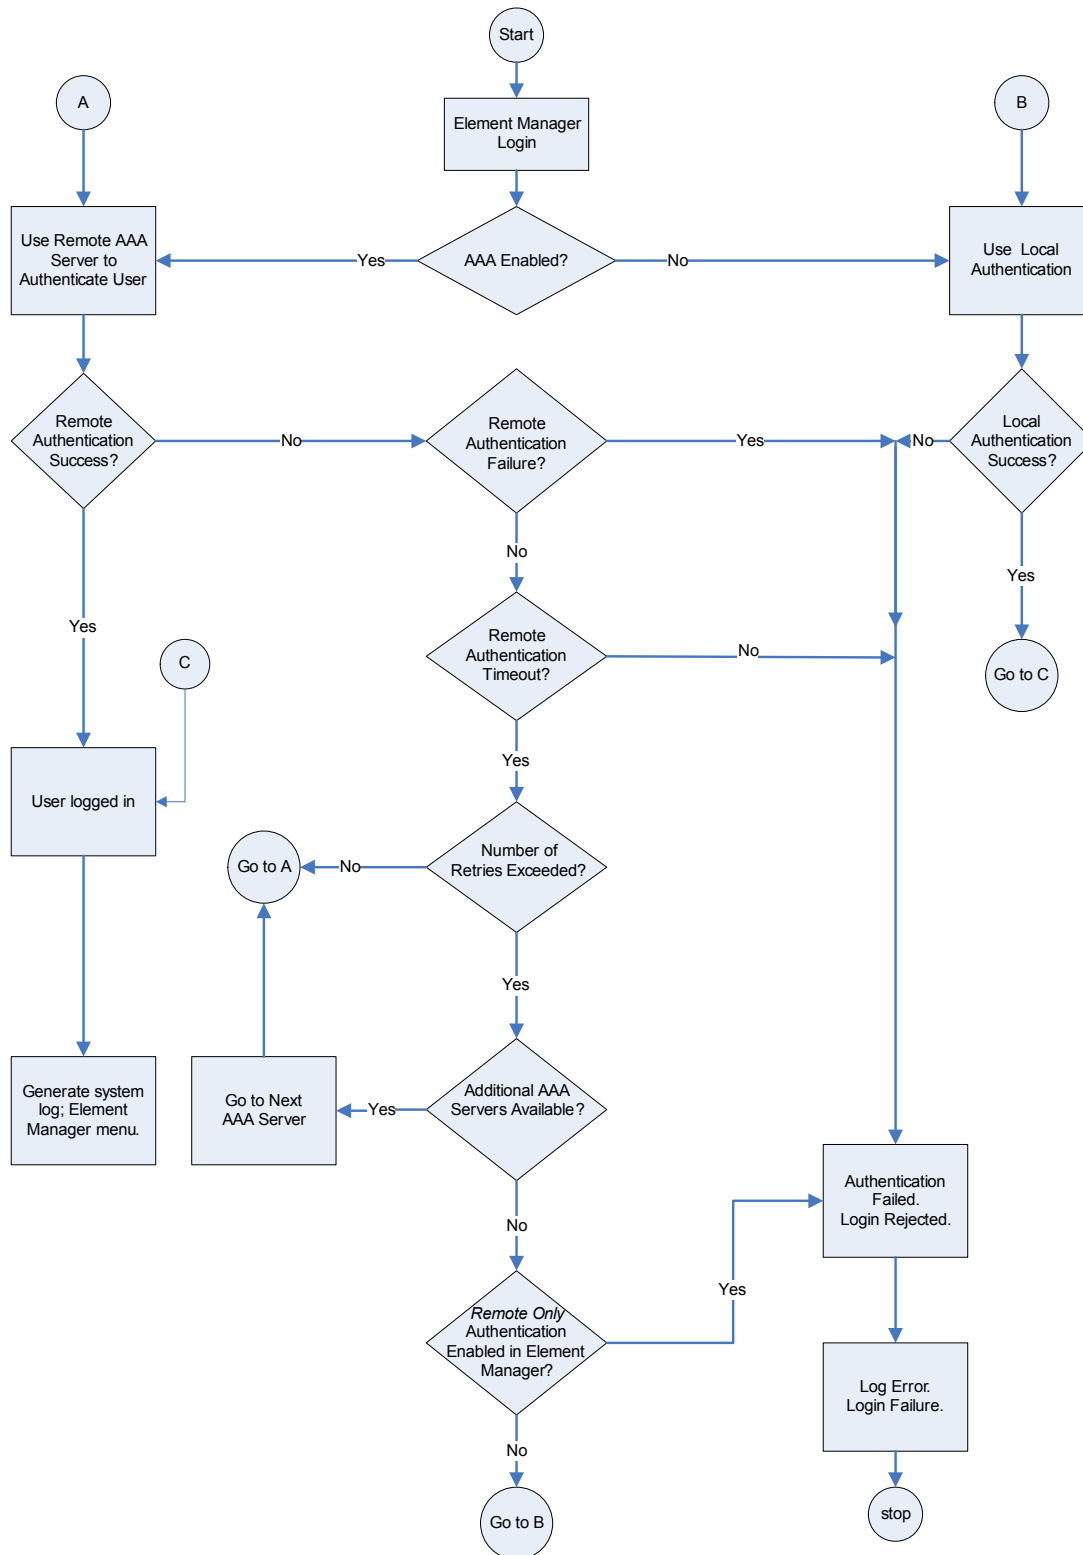 Start
A
B
Element Manager
Login
Use Remote AAA
Server to
Authenticate User
Yes
AAA Enabled?
No
Use Local
Authentication
Remote
Authentication
Success?
No
Remote
Authentication
Failure?
Yes
No
Local
Authentication
Success?
No
Yes
Yes
Remote
Authentication
Timeout?
No
C
Go to C
Yes
User logged in
Go to A
No
Number of
Retries Exceeded?
Yes
Generate system
log; Element
Manager menu.
Go to Next
AAA Server
Yes
Additional AAA
Servers Available?
Authentication
Failed.
Login Rejected.
No
Yes
Remote Only
Authentication
Enabled in Element
Manager?
Log Error.
Login Failure.
No
Go to B
stop